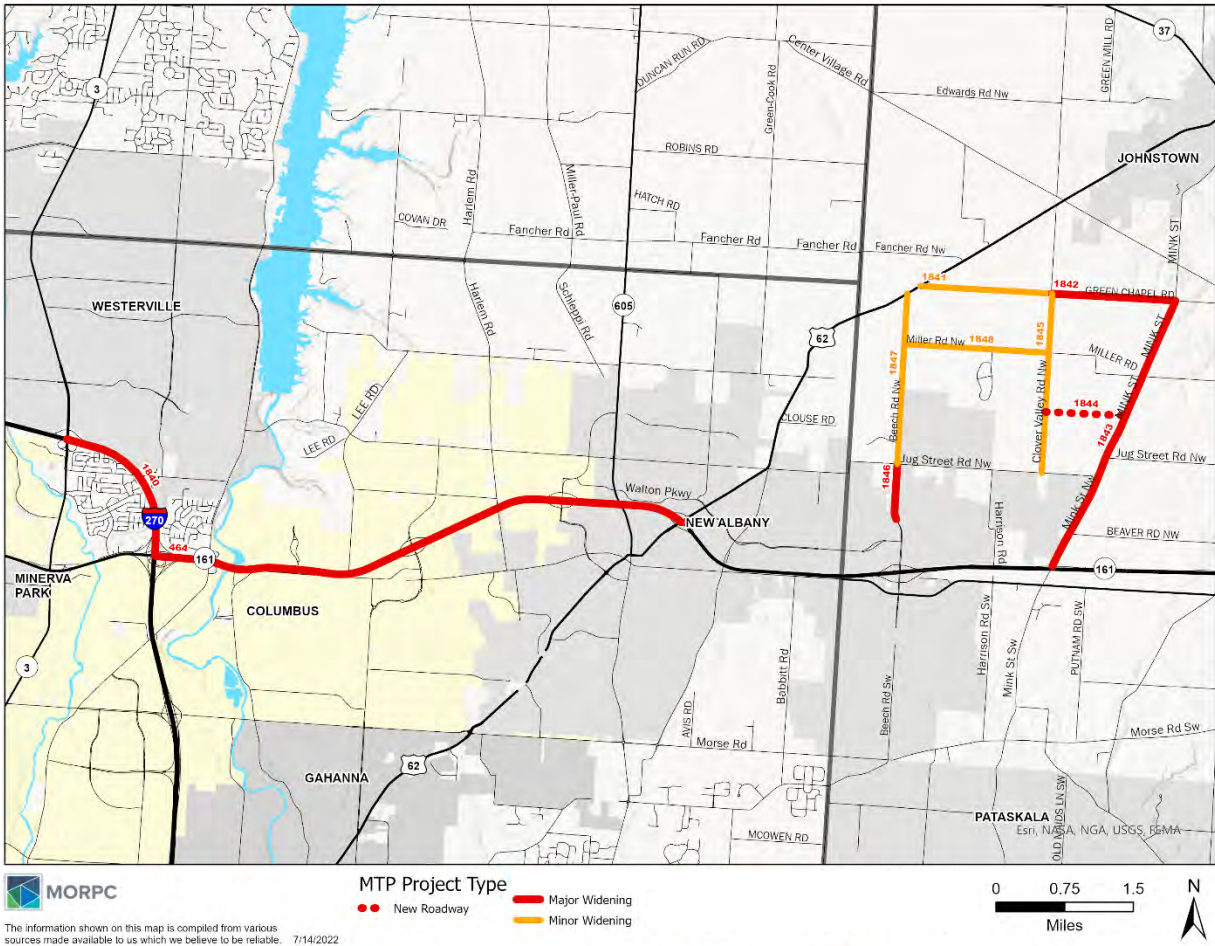 37
DUNCAN RUN RD
Center Village Rd
GREEN MILL RD
Green-Cook Rd
3
Edwards Rd Nw
ROBINS RD
JOHNSTOWN
Harlem Rd
Miller-Paul Rd
HATCH RD
COVAN DR
Fancher Rd
Fancher Rd
Fancher Rd
Fancher Rd Nw
MINK ST
1841
1842
GREEN CHAPEL RD
WESTERVILLE
Harlem Rd
Schleppi Rd
605
62
1847
Miller Rd Nw
1848
1845
MILLER RD
MINK ST
MINK ST
LEE RD
LEE RD
CLOUSE RD
Beech Rd Nw
Clover Valley Rd Nw
1844
1843
Jug Street Rd Nw
Jug Street Rd Nw
1846
1840
270
464
161
Walton Pkwy
NEW ALBANY
Mink St Nw
Harrison Rd
BEAVER RD NW
161
MINERVA
PARK
COLUMBUS
3
Babbitt Rd
Beech Rd Sw
Harrison Rd Sw
Mink St Sw
PUTNAM RD SW
AVIS RD
Morse Rd
Morse Rd Sw
62
GAHANNA
PATASKALA
MCOWEN RD
Esri, NASA, NGA, USGS, FEMA
MORPC
The information shown on this map is compiled from various
sources made available to us which we believe to be reliable. 7/14/2022
MTP Project Type
New Roadway
Major Widening
Minor Widening
0 0.75 1.5
Miles
N